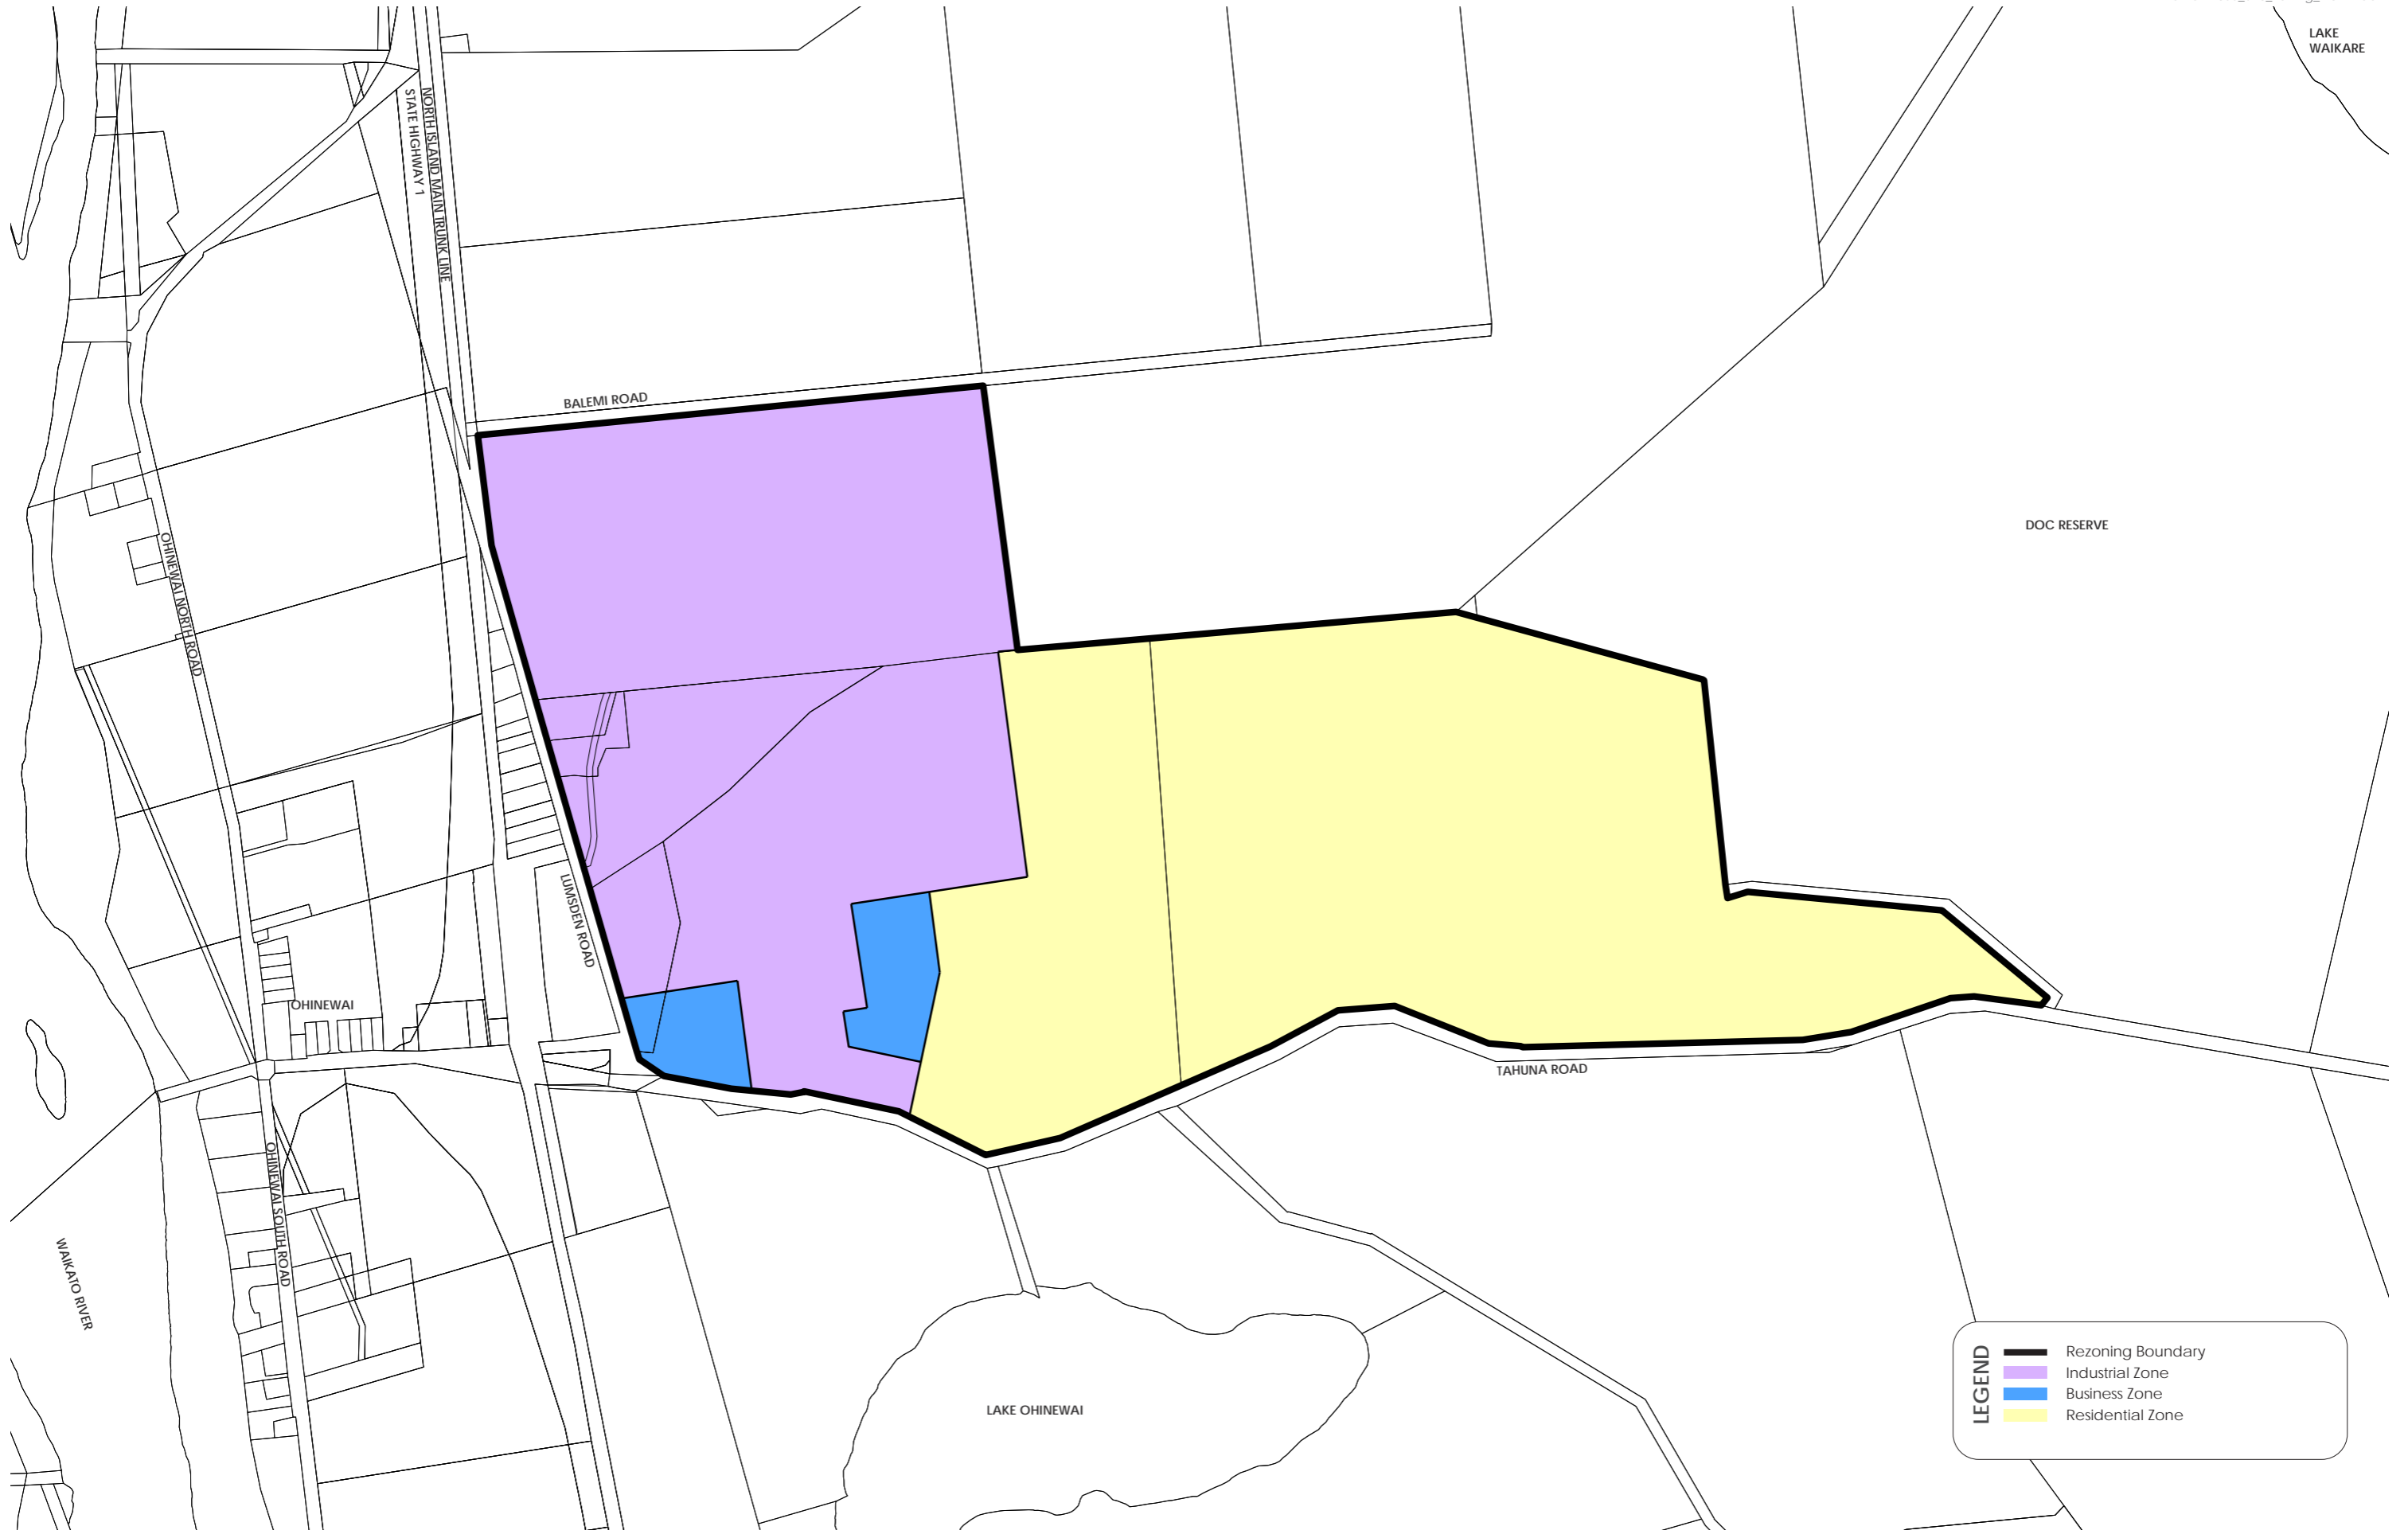 LAKE
WAIKARE
NORTH ISLAND MAIN TRUNK LINE
STATE HIGHWAY 1
BALEMI ROAD
DOC RESERVE
OHINEWAI NORTH ROAD
LUMSDEN ROAD
OHINEWAI
TAHUNA ROAD
OHINEWAI SOUTH ROAD
WAIKATO RIVER
LAKE OHINEWAI
LEGEND
Rezoning Boundary
Industrial Zone
Business Zone
Residential Zone